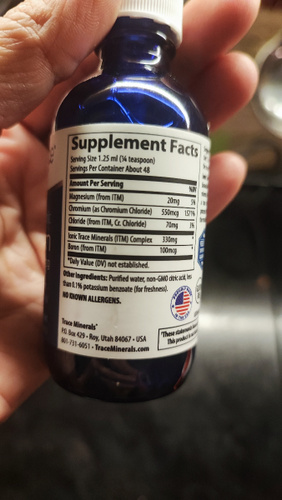 Supplement Facts
Serving Size 1.25 ml (¼ teaspoon)
Servings Per Container About 48
Amount Per Serving %DV
Magnesium (from ITM) 20mg 5%
Chromium (as Chromium Chloride) 550mcg 1571%
Chloride (from ITM, Cr. Chloride) 70mg 3%
Ionic Trace Minerals (ITM) Complex 330mg *
Boron (from ITM) 100mcg *
*Daily Value (DV) not established.
Other ingredients: Purified water, non-GMO citric acid, less
than 0.1% potassium benzoate (for freshness).
NO KNOWN ALLERGENS.
Trace Minerals®
P.O. Box 429 • Roy, Utah 84067 • USA
801-731-6051 • TraceMinerals.com
*These statements
This product is